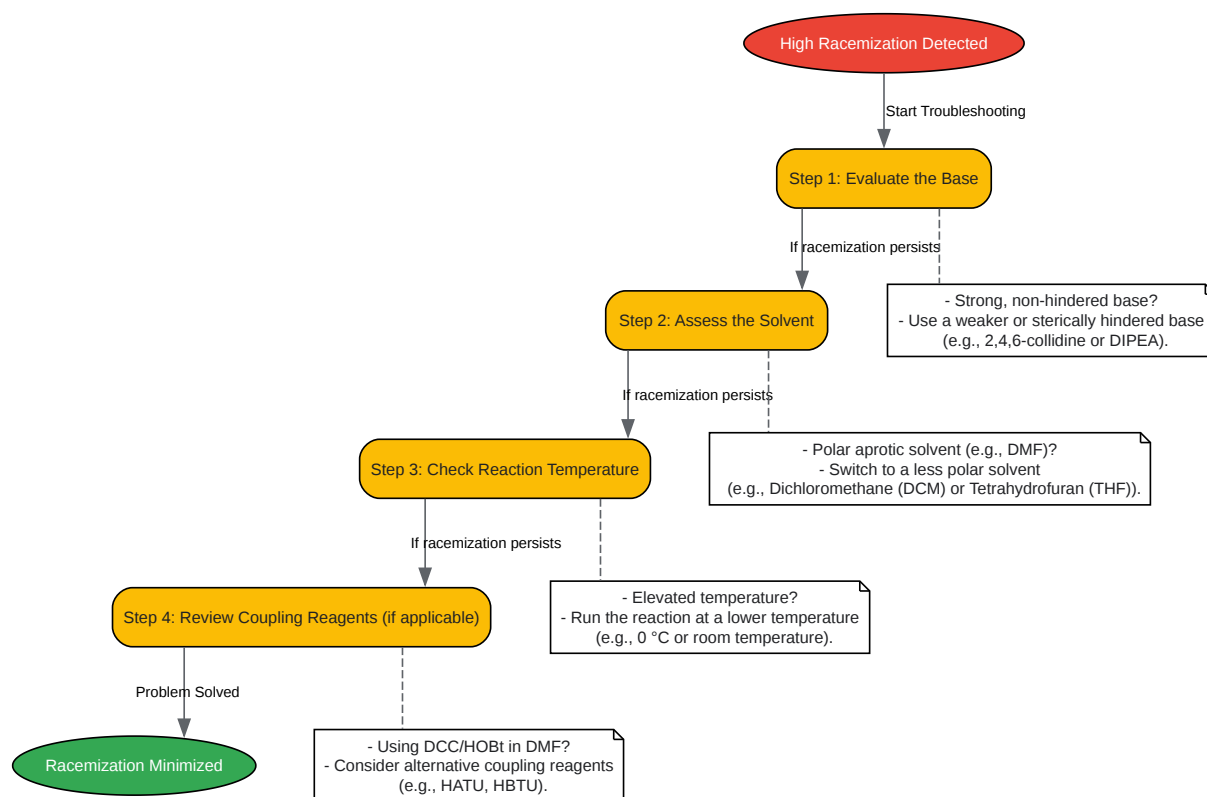 High Racemization Detected
Start Troubleshooting
Step 1: Evaluate the Base
If racemization persists
- Strong, non-hindered base?
- Use a weaker or sterically hindered base
(e.g., 2,4,6-collidine or DIPEA).
Step 2: Assess the Solvent
If racemization persists
- Polar aprotic solvent (e.g., DMF)?
- Switch to a less polar solvent
(e.g., Dichloromethane (DCM) or Tetrahydrofuran (THF)).
Step 3: Check Reaction Temperature
If racemization persists
- Elevated temperature?
- Run the reaction at a lower temperature
(e.g., 0 °C or room temperature).
Step 4: Review Coupling Reagents (if applicable)
Problem Solved
- Using DCC/HOBt in DMF?
- Consider alternative coupling reagents
(e.g., HATU, HBTU).
Racemization Minimized